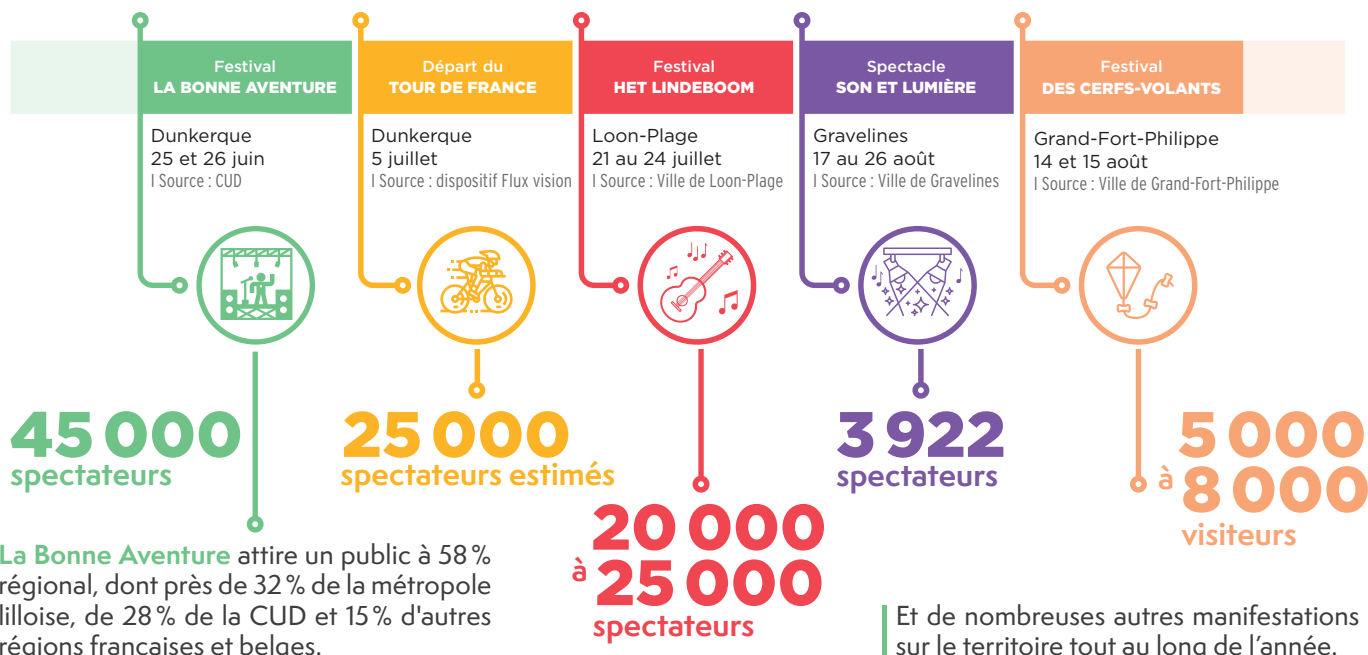 Festival
LA BONNE AVENTURE
Dunkerque
25 et 26 juin
I Source : CUD
45 000
spectateurs
La Bonne Aventure attire un public à 58 %
régional, dont près de 32 % de la métropole
lilloise, de 28 % de la CUD et 15 % d'autres
régions françaises et belges.
Départ du
TOUR DE FRANCE
Dunkerque
5 juillet
I Source : dispositif Flux vision
25 000
spectateurs estimés
Festival
HET LINDEBOOM
Loon-Plage
21 au 24 juillet
I Source : Ville de Loon-Plage
20 000
à 25 000
spectateurs
Spectacle
SON ET LUMIÈRE
Gravelines
17 au 26 août
I Source : Ville de Gravelines
3 922
spectateurs
Festival
DES CERFS-VOLANTS
Grand-Fort-Philippe
14 et 15 août
I Source : Ville de Grand-Fort-Philippe
5 000
à 8 000
visiteurs
Et de nombreuses autres manifestations
sur le territoire tout au long de l’année.